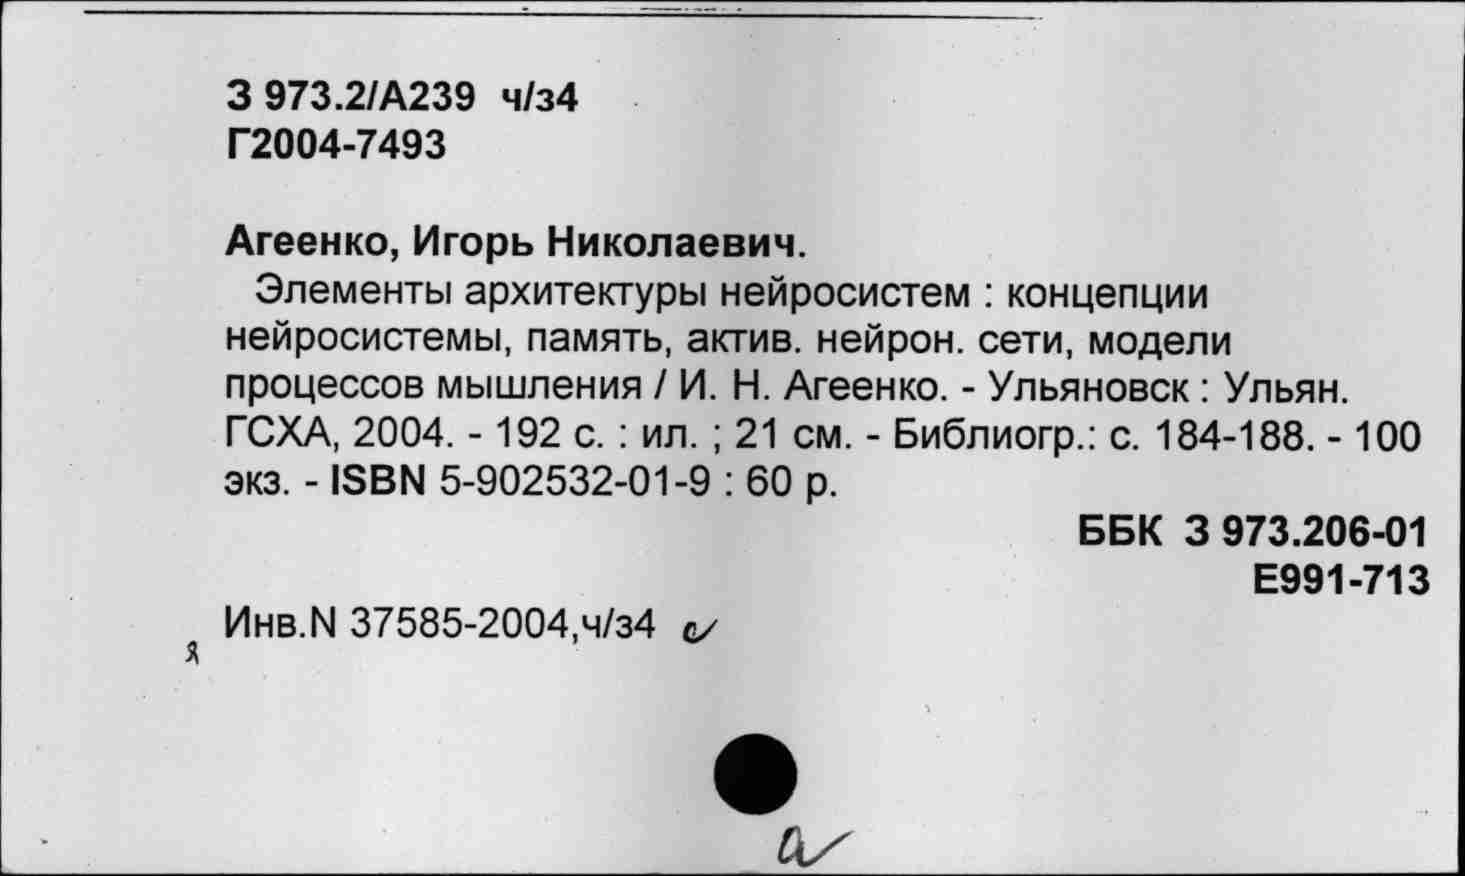 З 973.2/А239 ч/з4
Г2004-7493
Агеенко, Игорь Николаевич.
Элементы архитектуры нейросистем : концепции
нейросистемы, память, актив. нейрон. сети, модели
процессов мышления / И. Н. Агеенко. - Ульяновск : Ульян.
ГСХА, 2004. - 192 с. : ил. ; 21 см. - Библиогр.: с. 184-188. - 100
экз. - ISBN 5-902532-01-9 : 60 р.
ББК З 973.206-01
Е991-713
Инв.N 37585-2004,ч/з4
я